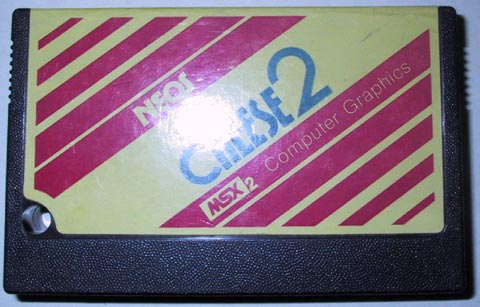 NEOS
CHEESE 2
MSX2 Computer Graphics